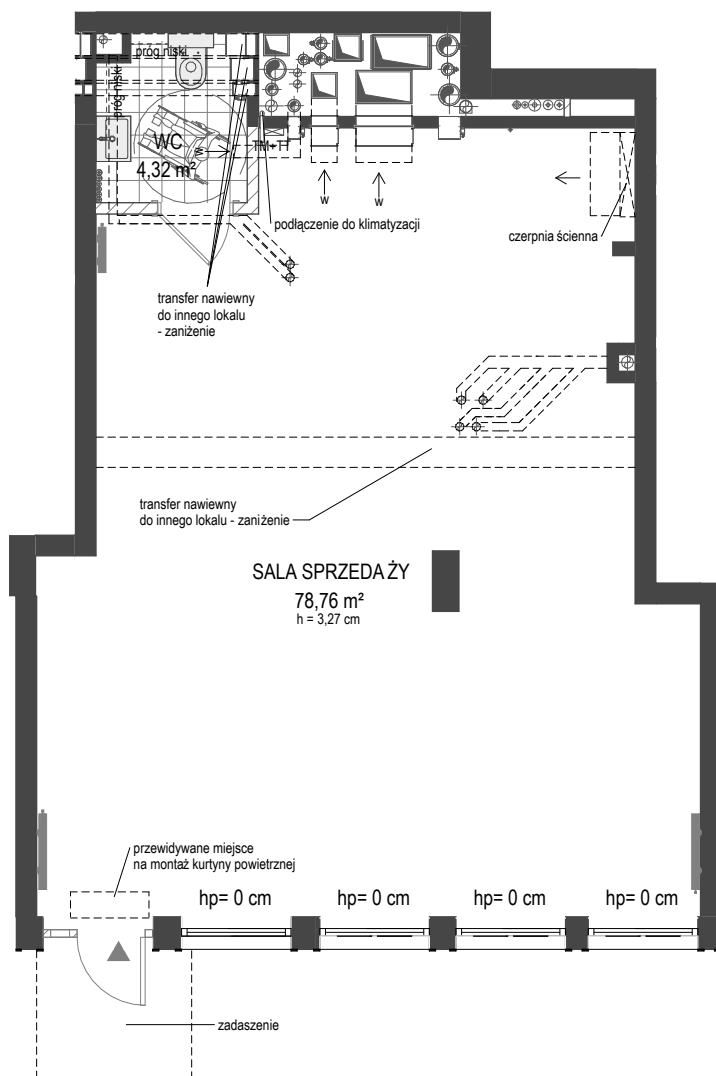 próg niski
próg niski
WC
4,32 m²
w
TM+TT
w
w
podłączenie do klimatyzacji
czerpnia ścienna
transfer nawiewny
do innego lokalu
- zaniżenie
transfer nawiewny
do innego lokalu - zaniżenie
SALA SPRZEDAŻY
78,76 m²
h = 3,27 cm
przewidywane miejsce
na montaż kurtyny powietrznej
hp= 0 cm
hp= 0 cm
hp= 0 cm
hp= 0 cm
zadaszenie